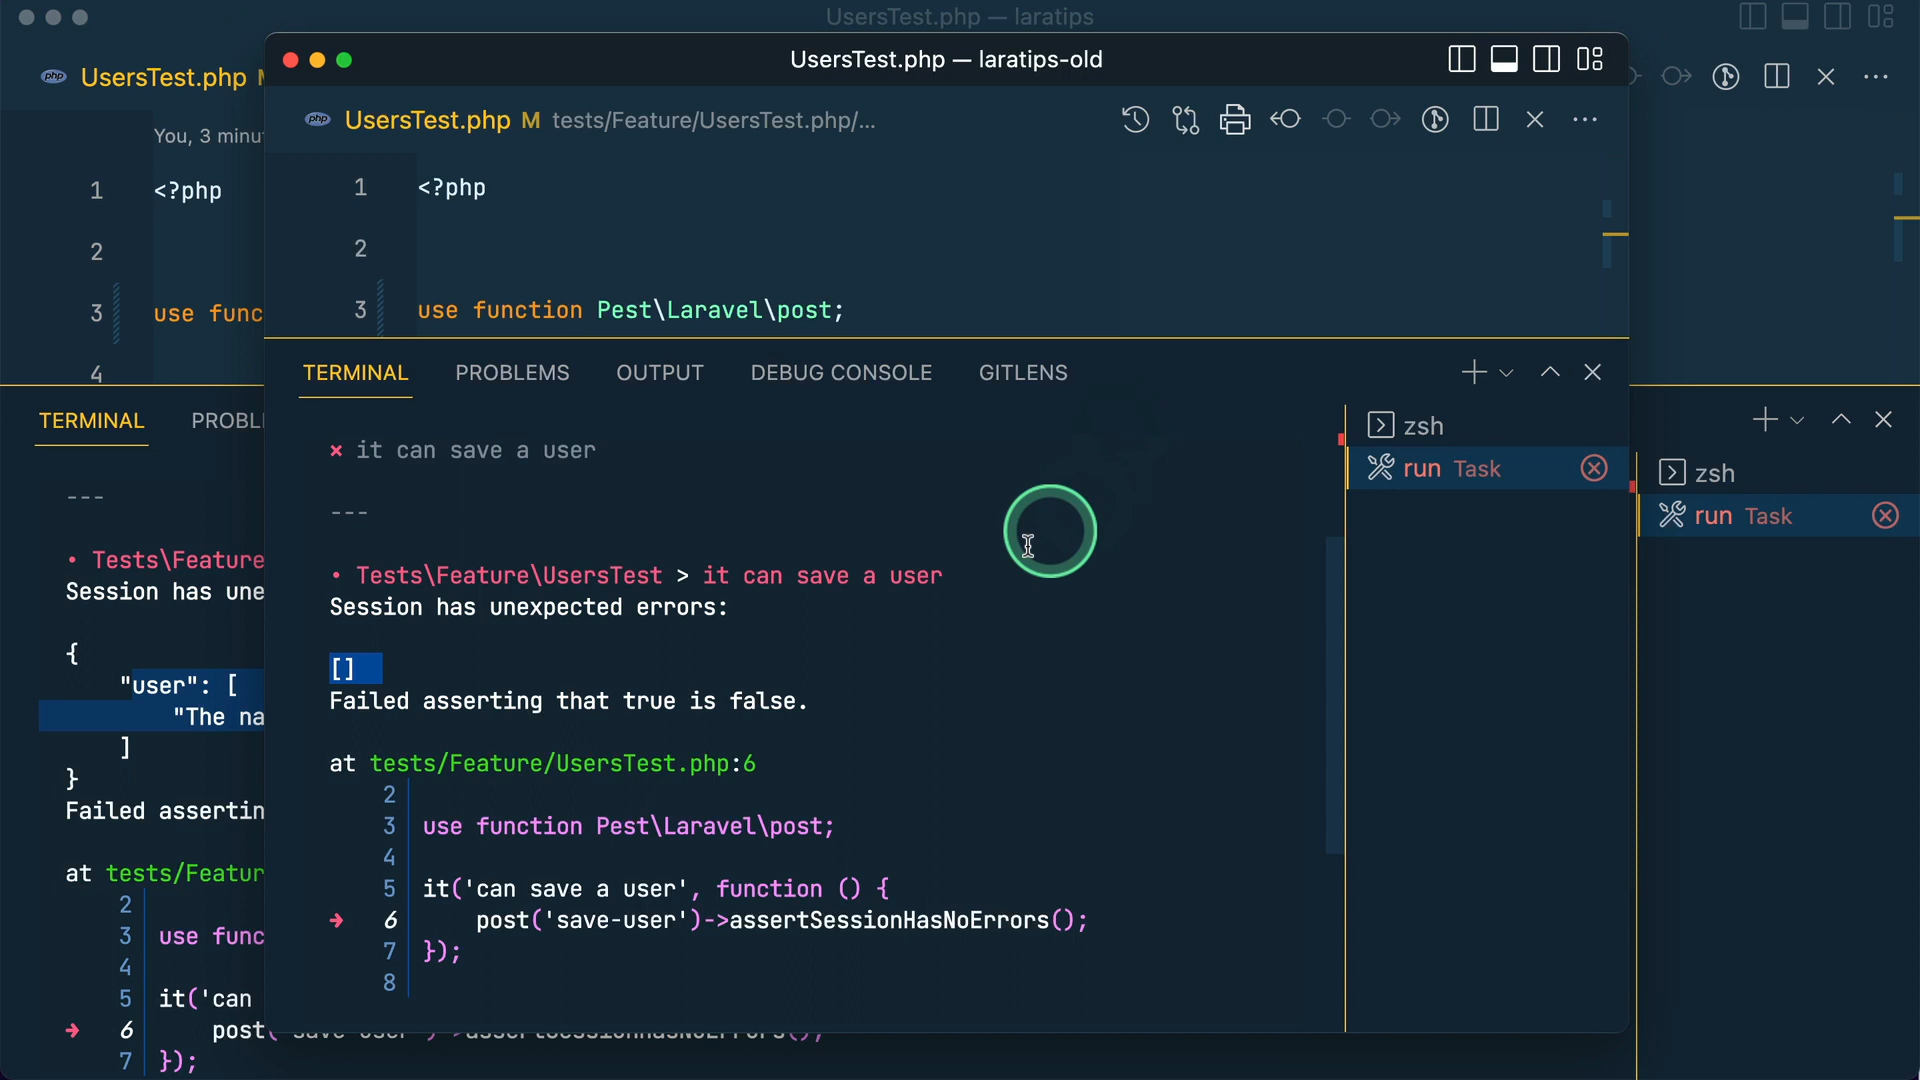 UsersTest.php — laratips
php UsersTest.php
You, 3 minu
1 <?php
2
3 use func
4
TERMINAL PROBL
---
• Tests\Feature
Session has une
{
"user": [
"The na
]
}
Failed assertin
at tests/Featur
2
3 use func
4
5 it('can
➜ 6 post(
7 });
UsersTest.php — laratips-old
php UsersTest.php M tests/Feature/UsersTest.php/...
1 <?php
2
3 use function Pest\Laravel\post;
TERMINAL PROBLEMS OUTPUT DEBUG CONSOLE GITLENS
⨯ it can save a user
---
• Tests\Feature\UsersTest > it can save a user
Session has unexpected errors:
[]
Failed asserting that true is false.
at tests/Feature/UsersTest.php:6
2
3 use function Pest\Laravel\post;
4
5 it('can save a user', function () {
➜ 6 post('save-user')->assertSessionHasNoErrors();
7 });
8
zsh
run Task
zsh
run Task